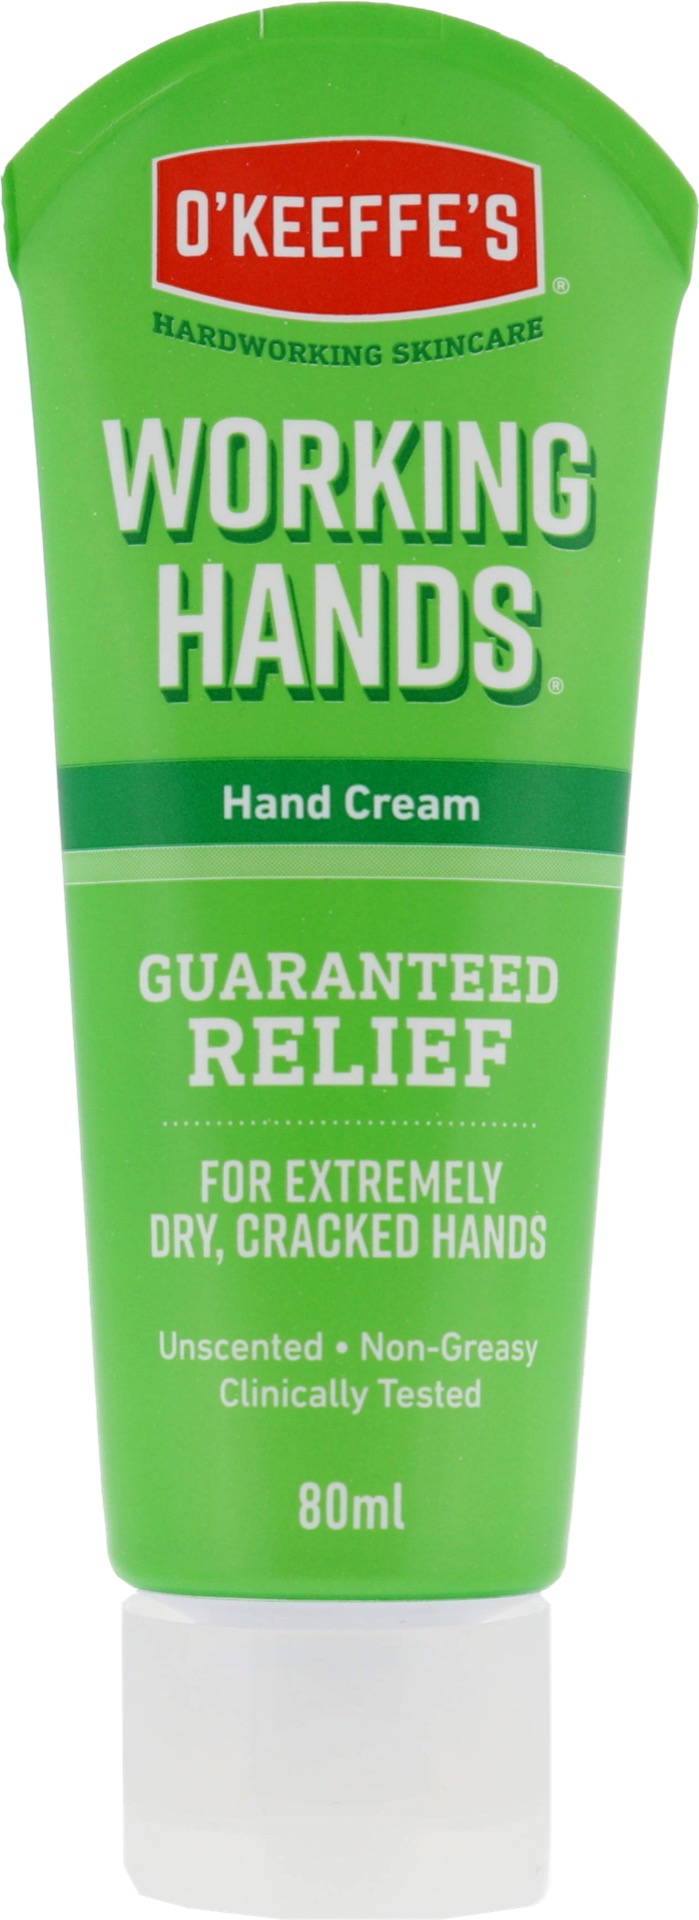 O'KEEFFE'S
®
HARDWORKING SKINCARE
WORKING
HANDS®
Hand Cream
GUARANTEED
RELIEF
FOR EXTREMELY
DRY, CRACKED HANDS
Unscented • Non-Greasy
Clinically Tested
80ml